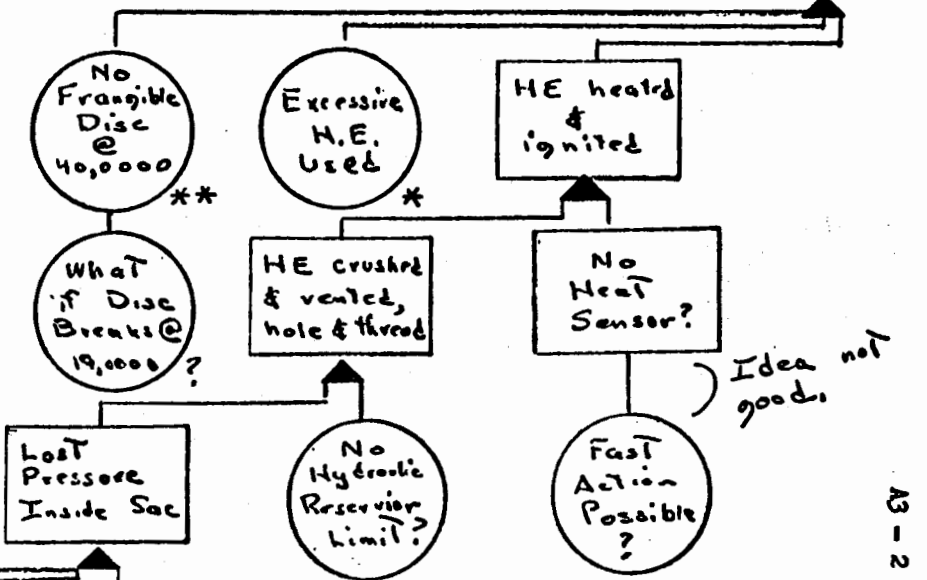 No
Frangible
Disc
@
40,0000
**
Excessive
H.E.
Used
*
HE heated
&
ignited
What
if Disc
Breaks @
19,0000
?
HE crushed
& vented,
hole & thread
No
Heat
Sensor?
Idea not
good.
Lost
Pressure
Inside Sac
No
Hydraulic
Reservior
Limit?
Fast
Action
Possible
?
A3-2